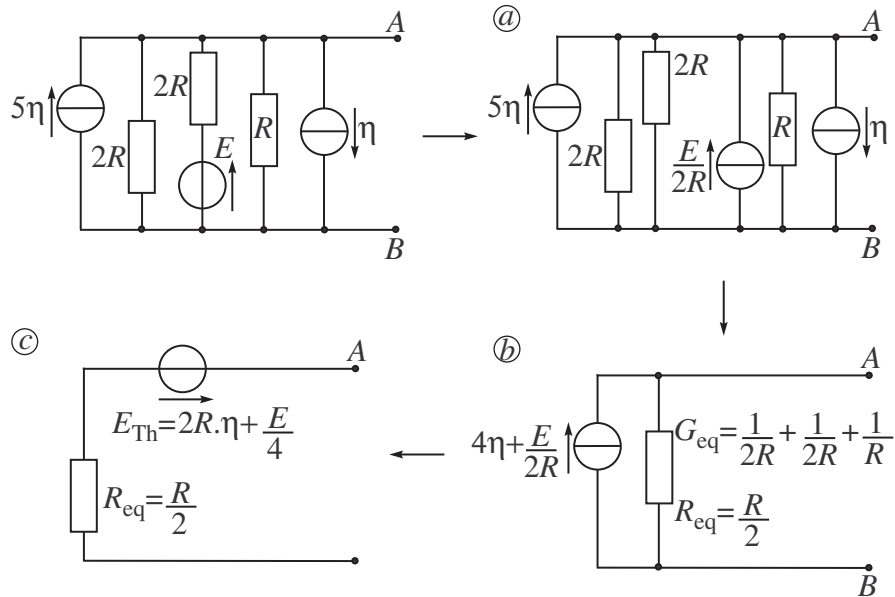 A
5η
2R
2R
E
R
η
B
a
A
5η
2R
2R
E/2R
R
η
B
c
A
E_Th=2R.η+E/4
R_eq=R/2
b
A
4η+E/2R
G_eq=1/2R+1/2R+1/R
R_eq=R/2
B